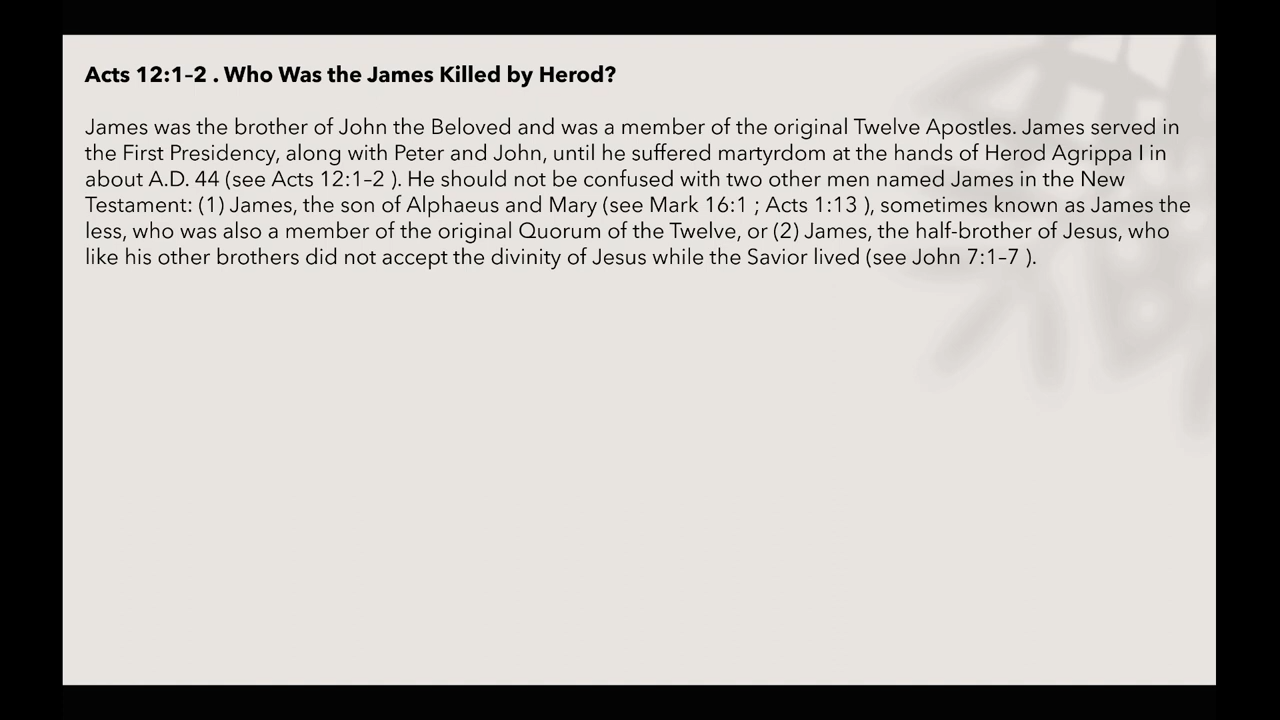 Acts 12:1–2 . Who Was the James Killed by Herod?
James was the brother of John the Beloved and was a member of the original Twelve Apostles. James served in
the First Presidency, along with Peter and John, until he suffered martyrdom at the hands of Herod Agrippa I in
about A.D. 44 (see Acts 12:1–2 ). He should not be confused with two other men named James in the New
Testament: (1) James, the son of Alphaeus and Mary (see Mark 16:1 ; Acts 1:13 ), sometimes known as James the
less, who was also a member of the original Quorum of the Twelve, or (2) James, the half-brother of Jesus, who
like his other brothers did not accept the divinity of Jesus while the Savior lived (see John 7:1–7 ).